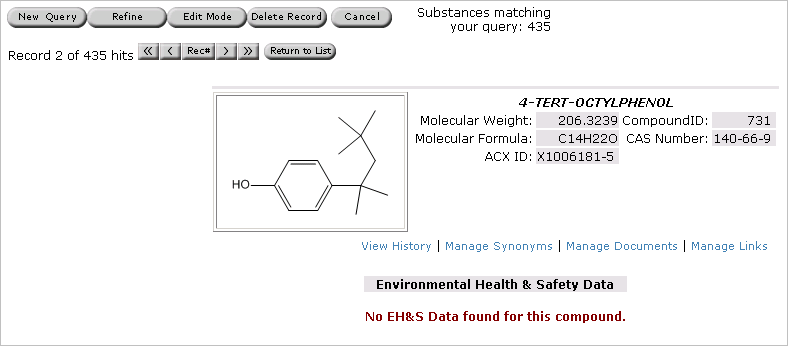 New Query Refine Edit Mode Delete Record Cancel
Substances matching
your query: 435
Record 2 of 435 hits << < Rec# > >> Return to List
4-TERT-OCTYLPHENOL
Molecular Weight: 206.3239 CompoundID: 731
Molecular Formula: C14H22O CAS Number: 140-66-9
ACX ID: X1006181-5
HO
View History | Manage Synonyms | Manage Documents | Manage Links
Environmental Health & Safety Data
No EH&S Data found for this compound.